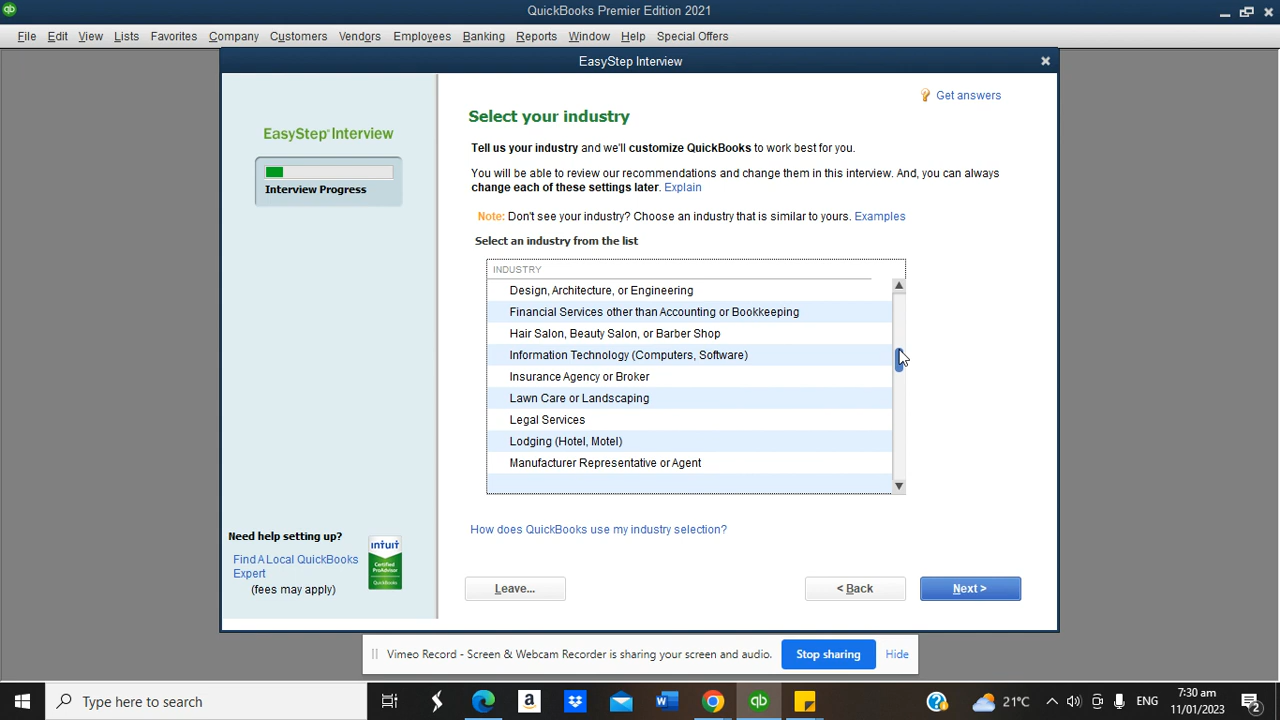 QuickBooks Premier Edition 2021
File Edit View Lists Favorites Company Customers Vendors Employees Banking Reports Window Help Special Offers
EasyStep Interview
Get answers
EasyStep Interview
Interview Progress
Select your industry
Tell us your industry and we'll customize QuickBooks to work best for you.
You will be able to review our recommendations and change them in this interview. And, you can always
change each of these settings later. Explain
Note: Don't see your industry? Choose an industry that is similar to yours. Examples
Select an industry from the list
INDUSTRY
Design, Architecture, or Engineering
Financial Services other than Accounting or Bookkeeping
Hair Salon, Beauty Salon, or Barber Shop
Information Technology (Computers, Software)
Insurance Agency or Broker
Lawn Care or Landscaping
Legal Services
Lodging (Hotel, Motel)
Manufacturer Representative or Agent
How does QuickBooks use my industry selection?
Need help setting up?
Find A Local QuickBooks
Expert
(fees may apply)
intuit
Certified
ProAdvisor
QuickBooks
Leave...
< Back
Next >
Vimeo Record - Screen & Webcam Recorder is sharing your screen and audio.
Stop sharing
Hide
Type here to search
21°C
ENG
7:30 am
11/01/2023
2